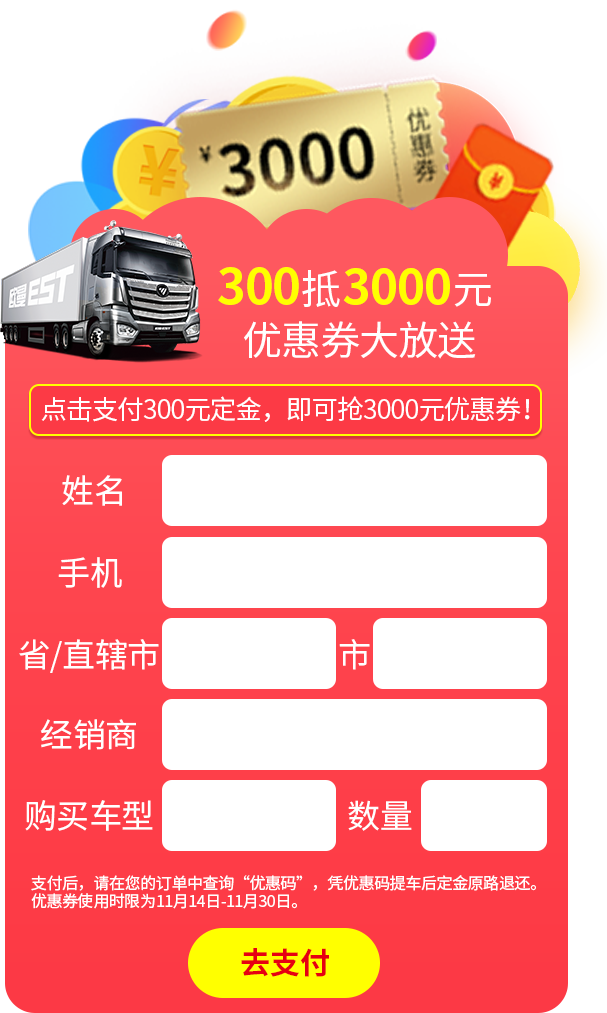 ¥3000
优惠券
¥
¥
欧曼EST
300抵3000元
优惠券大放送
点击支付300元定金，即可抢3000元优惠券！
姓名
手机
省/直辖市
市
经销商
购买车型
数量
支付后，请在您的订单中查询“优惠码”，凭优惠码提车后定金原路退还。
优惠券使用时限为11月14日-11月30日。
去支付